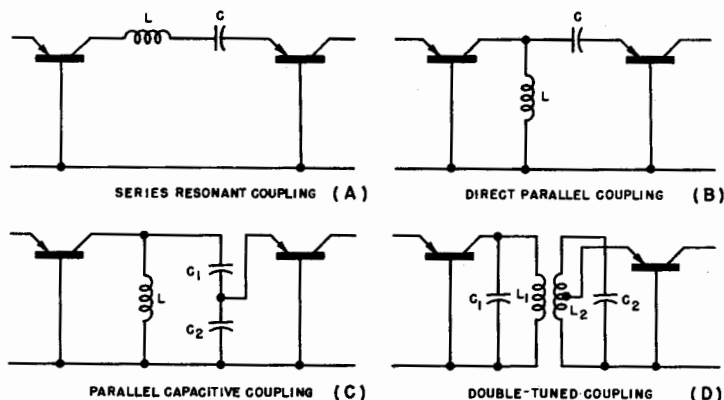 L C
SERIES RESONANT COUPLING (A)
C
L
DIRECT PARALLEL COUPLING (B)
L C1
C2
PARALLEL CAPACITIVE COUPLING (C)
C1 L1 L2 C2
DOUBLE-TUNED COUPLING (D)